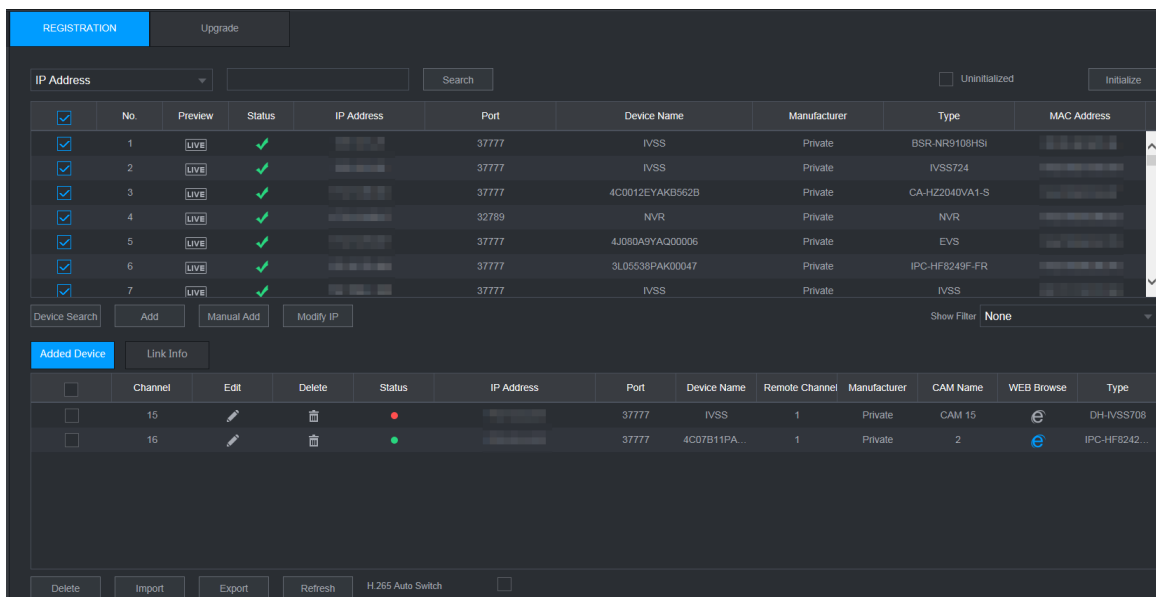 REGISTRATION Upgrade
IP Address Search Uninitialized Initialize
No. Preview Status IP Address Port Device Name Manufacturer Type MAC Address
1 LIVE 37777 IVSS Private BSR-NR9108HSi
2 LIVE 37777 IVSS Private IVSS724
3 LIVE 37777 4C0012EYAKB562B Private CA-HZ2040VA1-S
4 LIVE 32789 NVR Private NVR
5 LIVE 37777 4J080A9YAQ00006 Private EVS
6 LIVE 37777 3L05538PAK00047 Private IPC-HF8249F-FR
7 LIVE 37777 IVSS Private IVSS
Device Search Add Manual Add Modify IP Show Filter None
Added Device Link Info
Channel Edit Delete Status IP Address Port Device Name Remote Channel Manufacturer CAM Name WEB Browse Type
15 37777 IVSS 1 Private CAM 15 DH-IVSS708
16 37777 4C07B11PA... 1 Private 2 IPC-HF8242...
Delete Import Export Refresh H.265 Auto Switch